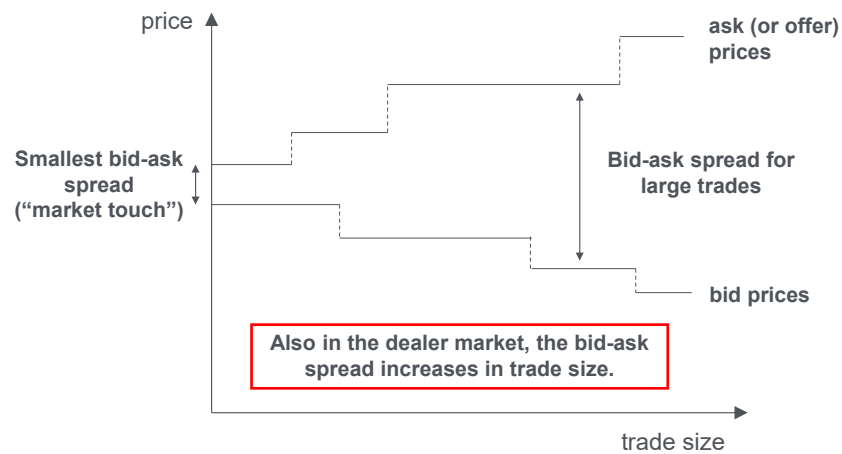 price
ask (or offer)
prices
Smallest bid-ask
spread
(“market touch”)
Bid-ask spread for
large trades
bid prices
Also in the dealer market, the bid-ask
spread increases in trade size.
trade size